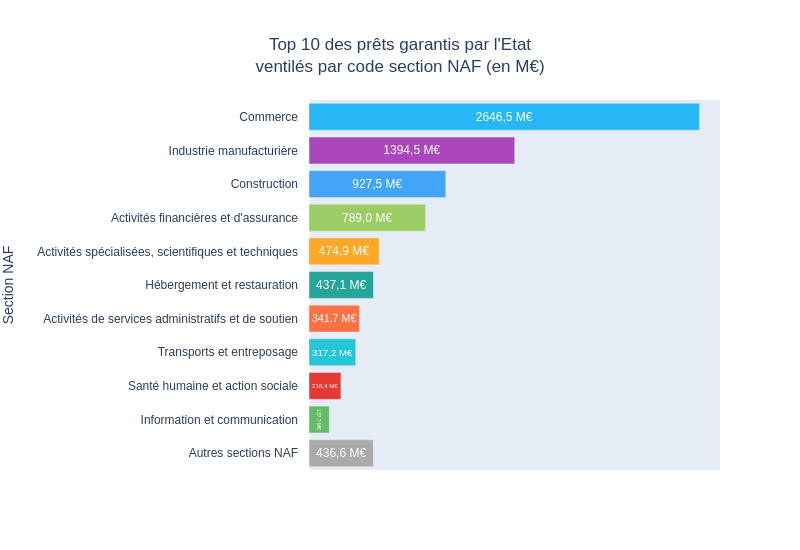 Top 10 des prêts garantis par l'Etat
ventilés par code section NAF (en M€)
Section NAF
Commerce 2646,5 M€
Industrie manufacturière 1394,5 M€
Construction 927,5 M€
Activités financières et d'assurance 789,0 M€
Activités spécialisées, scientifiques et techniques 474,9 M€
Hébergement et restauration 437,1 M€
Activités de services administratifs et de soutien 341,7 M€
Transports et entreposage 317,2 M€
Santé humaine et action sociale 216,4 M€
Information et communication
Autres sections NAF 436,6 M€